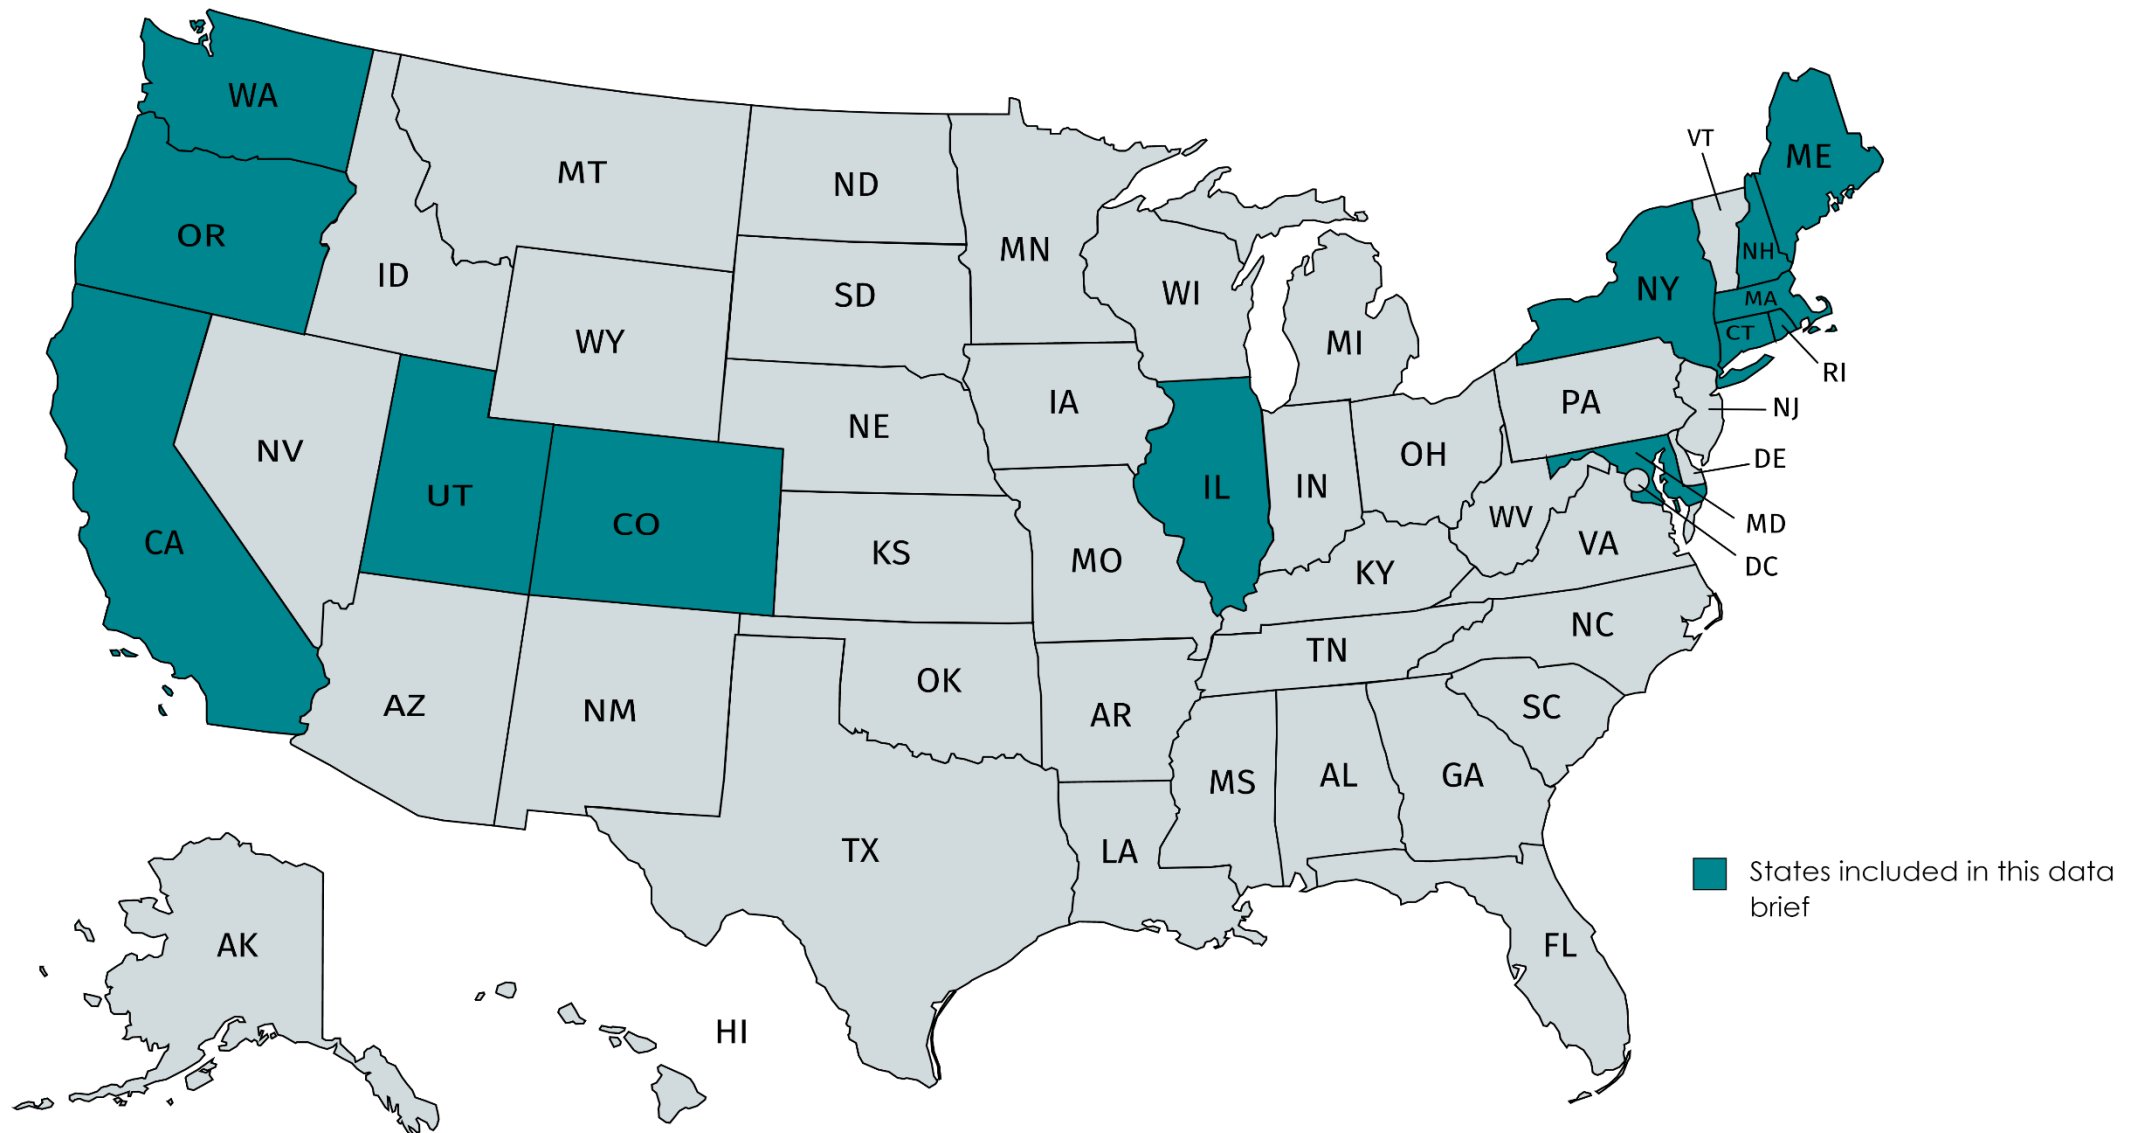 WA
MT
ND
VT
ME
OR
ID
SD
MN
WI
NY
NH
MA
CT
RI
WY
MI
NE
IA
PA
NJ
NV
UT
CO
IL
IN
OH
DE
CA
KS
MO
WV
VA
MD
KY
DC
NC
TN
OK
AZ
NM
AR
SC
MS
AL
GA
TX
LA
States included in this data
brief
AK
FL
HI